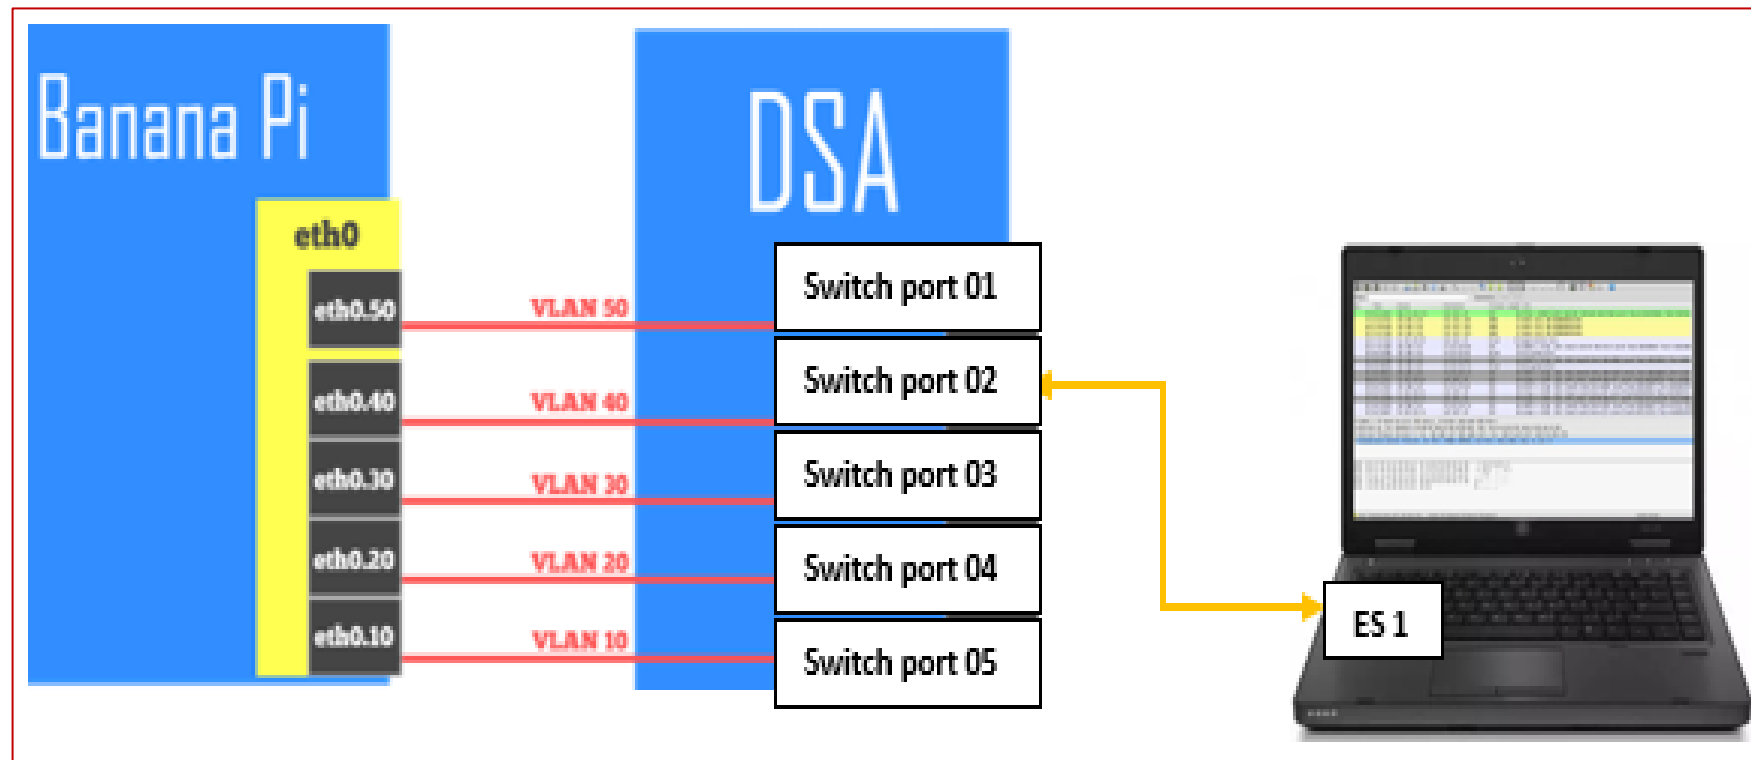 Banana Pi
DSA
eth0
eth0.50
VLAN 50
Switch port 01
eth0.40
VLAN 40
Switch port 02
eth0.30
VLAN 30
Switch port 03
eth0.20
VLAN 20
Switch port 04
eth0.10
VLAN 10
Switch port 05
ES 1